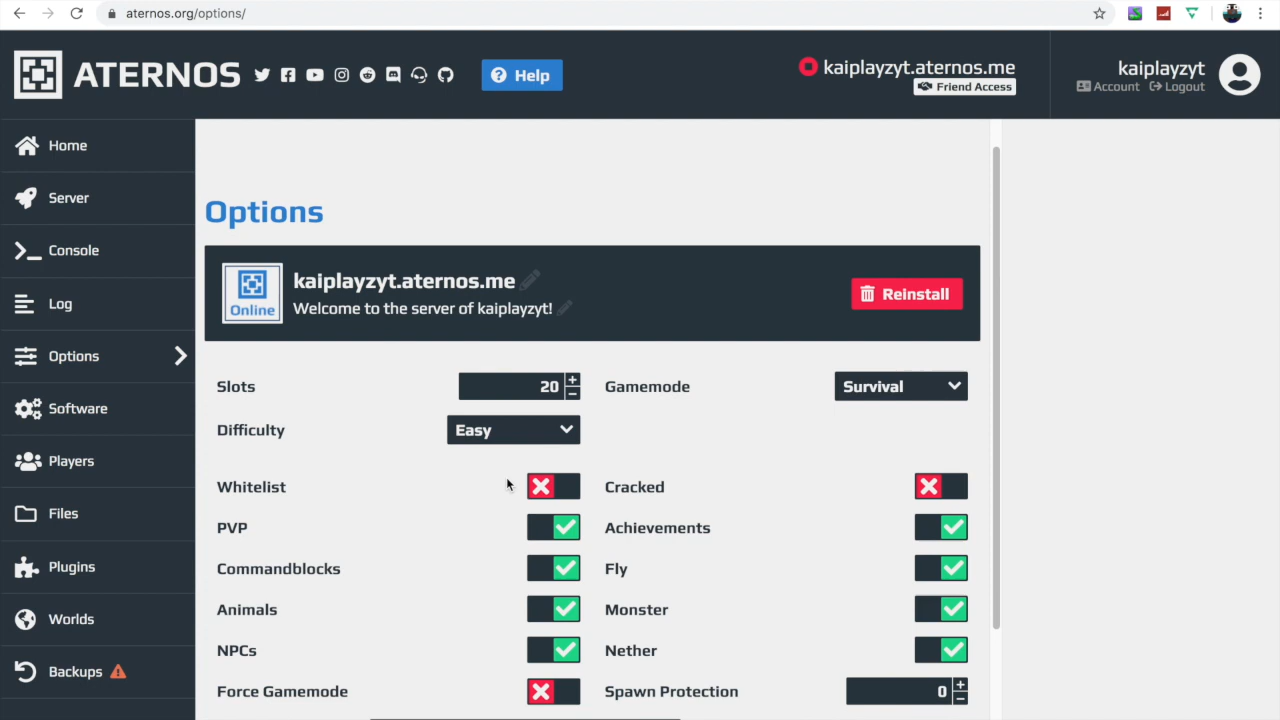 aternos.org/options/
ATERNOS
Help
kaiplayzyt.aternos.me
Friend Access
kaiplayzyt
Account Logout
Home
Server
Console
Log
Options
Software
Players
Files
Plugins
Worlds
Backups
Options
Online
kaiplayzyt.aternos.me
Welcome to the server of kaiplayzyt!
Reinstall
Slots 20 Gamemode Survival
Difficulty Easy
Whitelist Cracked
PVP Achievements
Commandblocks Fly
Animals Monster
NPCs Nether
Force Gamemode Spawn Protection 0